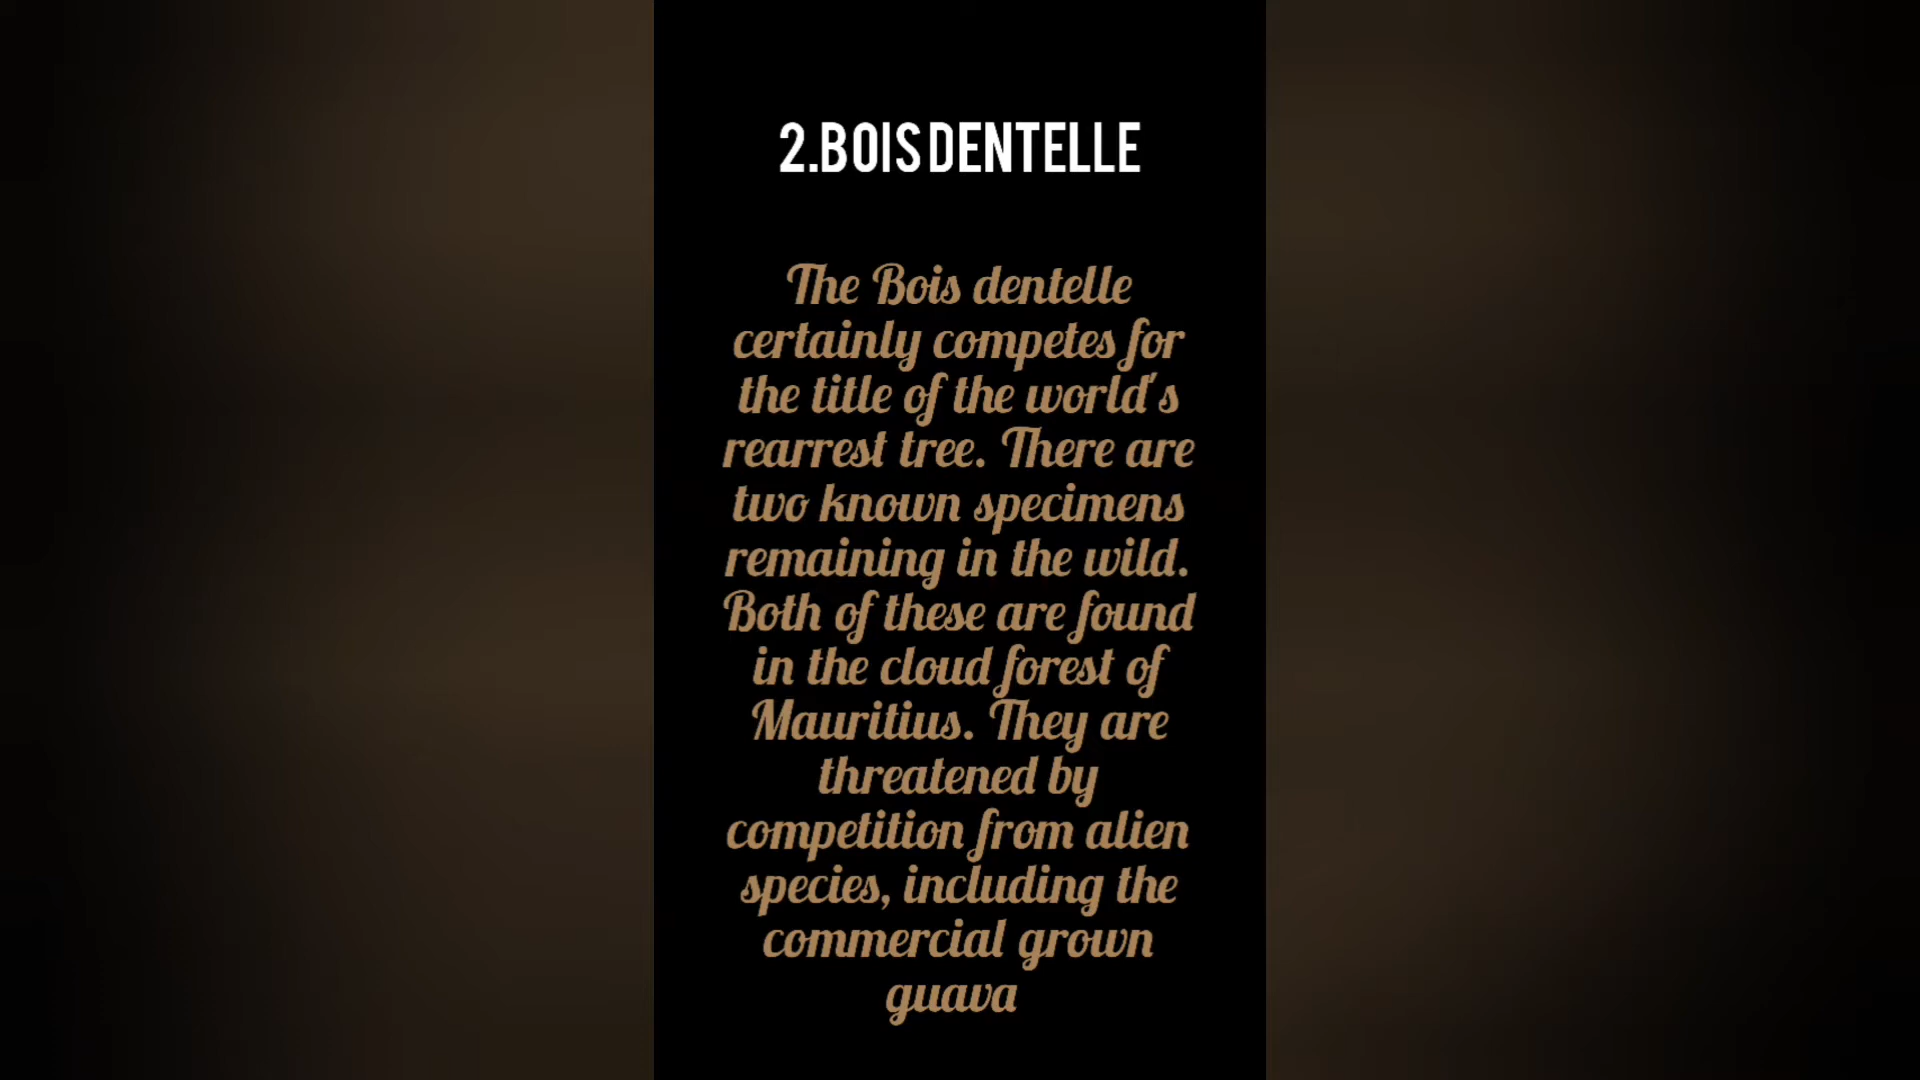 2.BOIS DENTELLE
The Bois dentelle
certainly competes for
the title of the world's
rearrest tree. There are
two known specimens
remaining in the wild.
Both of these are found
in the cloud forest of
Mauritius. They are
threatened by
competition from alien
species, including the
commercial grown
guava